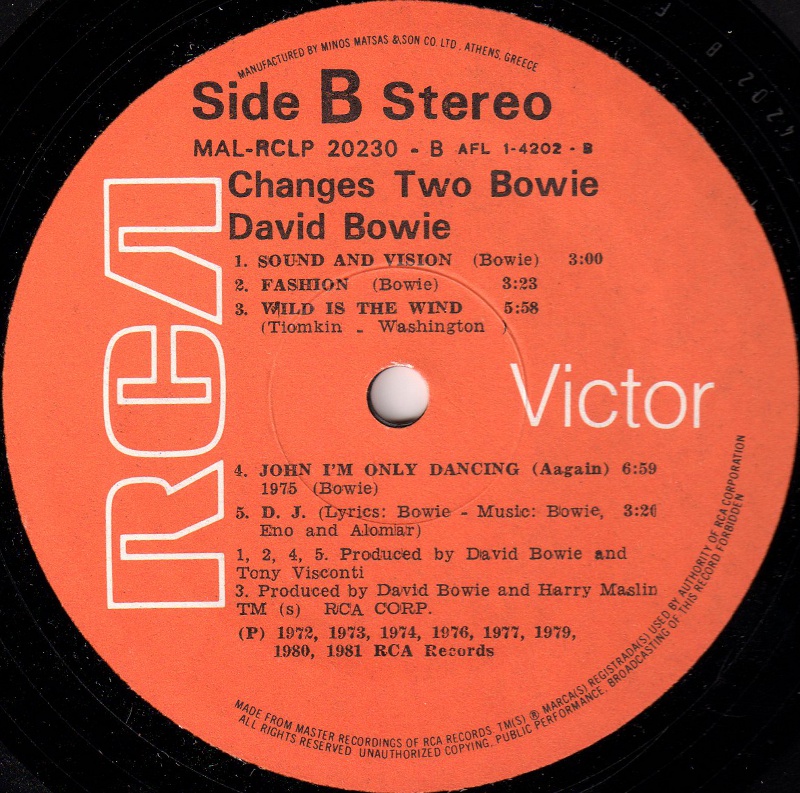 MANUFACTURED BY MINOS MATSAS & SON CO. LTD. ATHENS, GREECE
Side B Stereo
MAL-RCLP 20230 - B AFL 1-4202 - B
Changes Two Bowie
David Bowie
1. SOUND AND VISION (Bowie) 3:00
2. FASHION (Bowie) 3:23
3. WILD IS THE WIND 5:58
(Tiomkin - Washington )
RCA
Victor
4. JOHN I'M ONLY DANCING (Aagain) 6:59
1975 (Bowie)
5. D. J. (Lyrics: Bowie - Music: Bowie, 3:20
Eno and Alomar)
1, 2, 4, 5. Produced by David Bowie and
Tony Visconti
3. Produced by David Bowie and Harry Maslin
TM (s) RCA CORP.
(P) 1972, 1973, 1974, 1976, 1977, 1979,
1980, 1981 RCA Records
MADE FROM MASTER RECORDINGS OF RCA RECORDS. TM(S) ® MARCA(S) REGISTRADA(S) USED BY AUTHORITY OF RCA CORPORATION
ALL RIGHTS RESERVED UNAUTHORIZED COPYING, PUBLIC PERFORMANCE, BROADCASTING OF THIS RECORD FORBIDDEN
4202 B